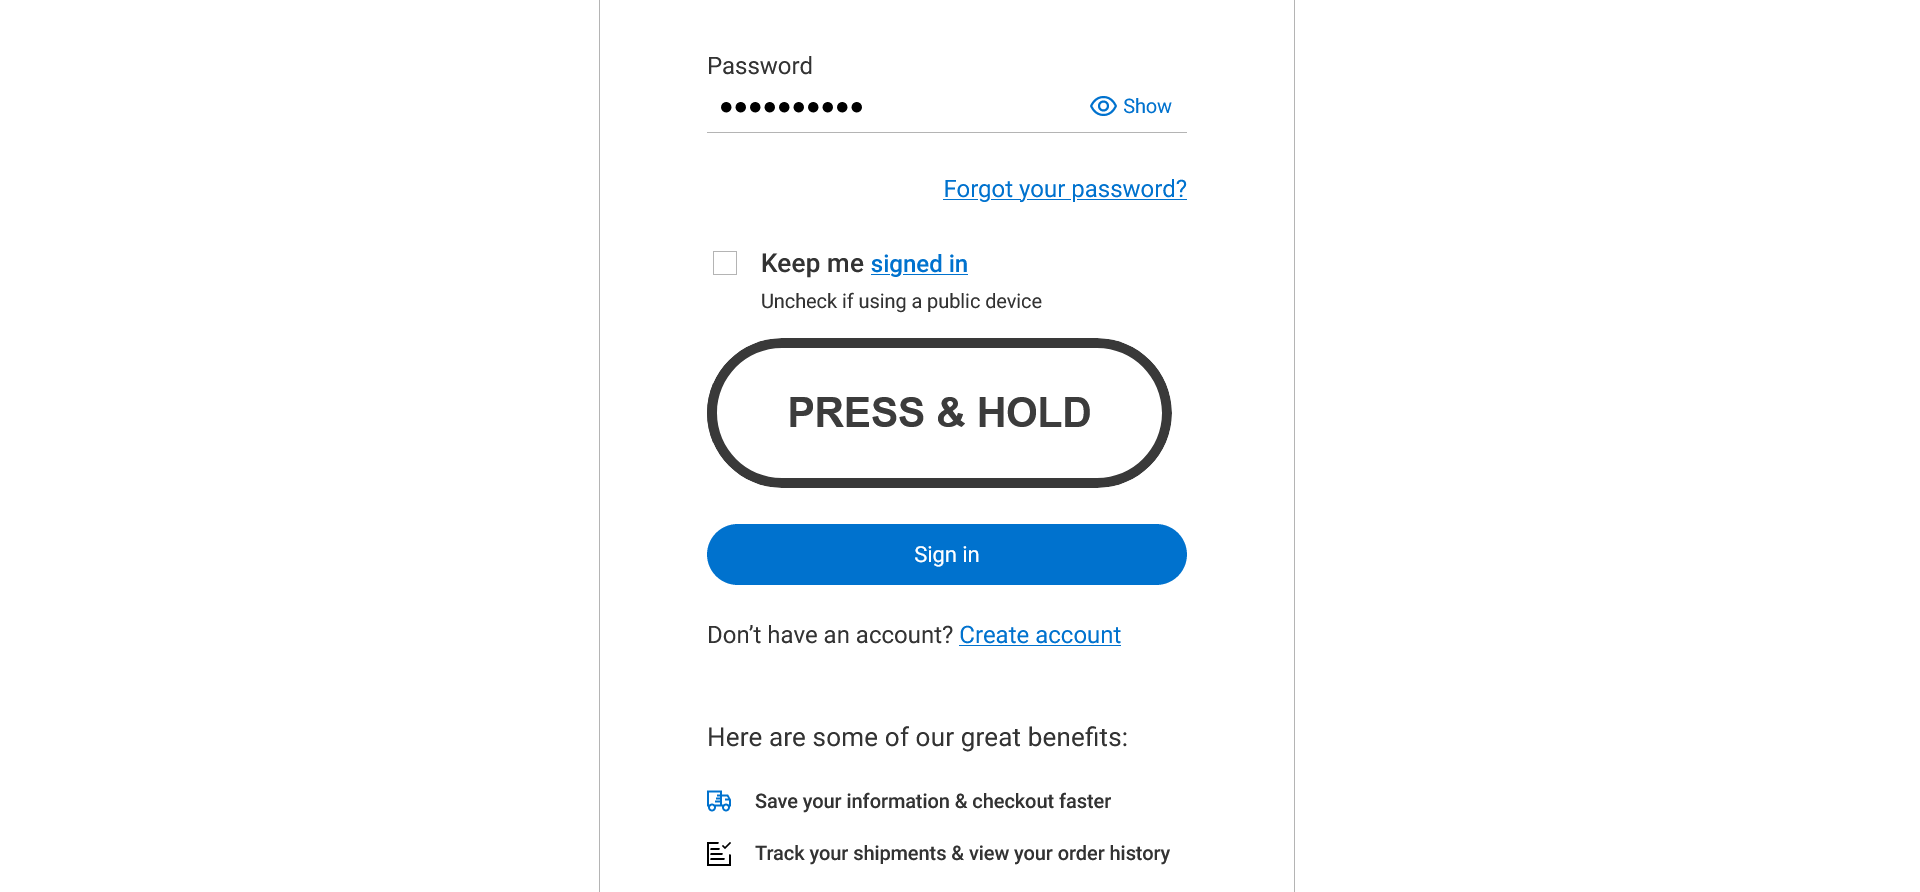 Password
●●●●●●●●●● Show
Forgot your password?
Keep me signed in
Uncheck if using a public device
PRESS & HOLD
Sign in
Don’t have an account? Create account
Here are some of our great benefits:
Save your information & checkout faster
Track your shipments & view your order history